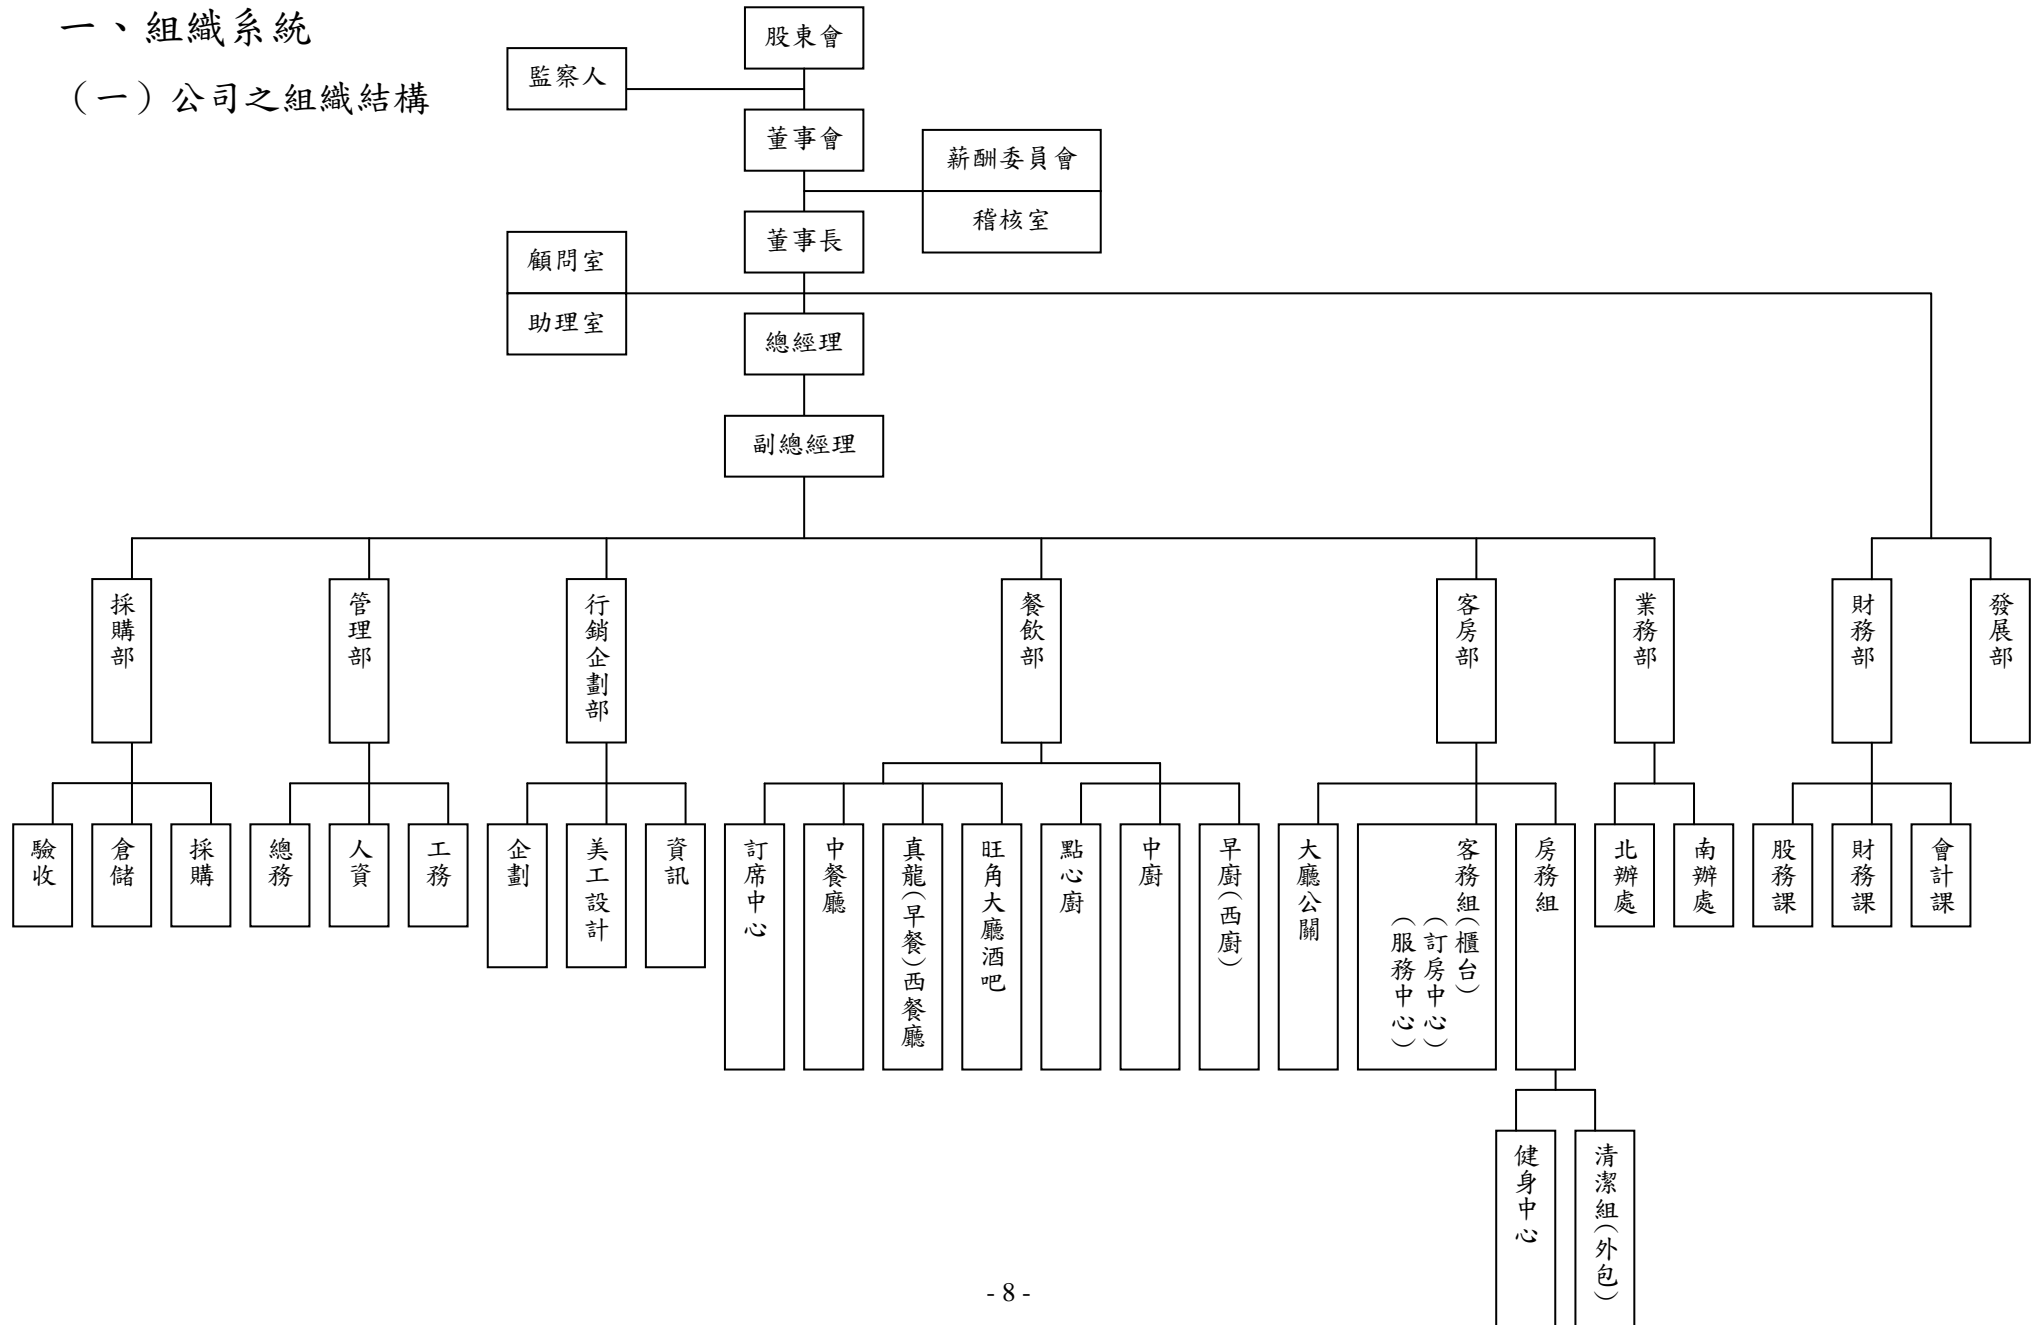 一、組織系統
（一）公司之組織結構
股東會
監察人
董事會
薪酬委員會
稽核室
董事長
顧問室
助理室
總經理
副總經理
採購部
管理部
行銷企劃部
餐飲部
客房部
業務部
財務部
發展部
驗收
倉儲
採購
總務
人資
工務
企劃
美工設計
資訊
訂席中心
中餐廳
真龍(早餐)西餐廳
旺角大廳酒吧
點心廚
中廚
早廚(西廚)
大廳公關
客務組(櫃台)
(訂房中心)
(服務中心)
房務組
北辦處
南辦處
股務課
財務課
會計課
健身中心
清潔組(外包)
- 8 -